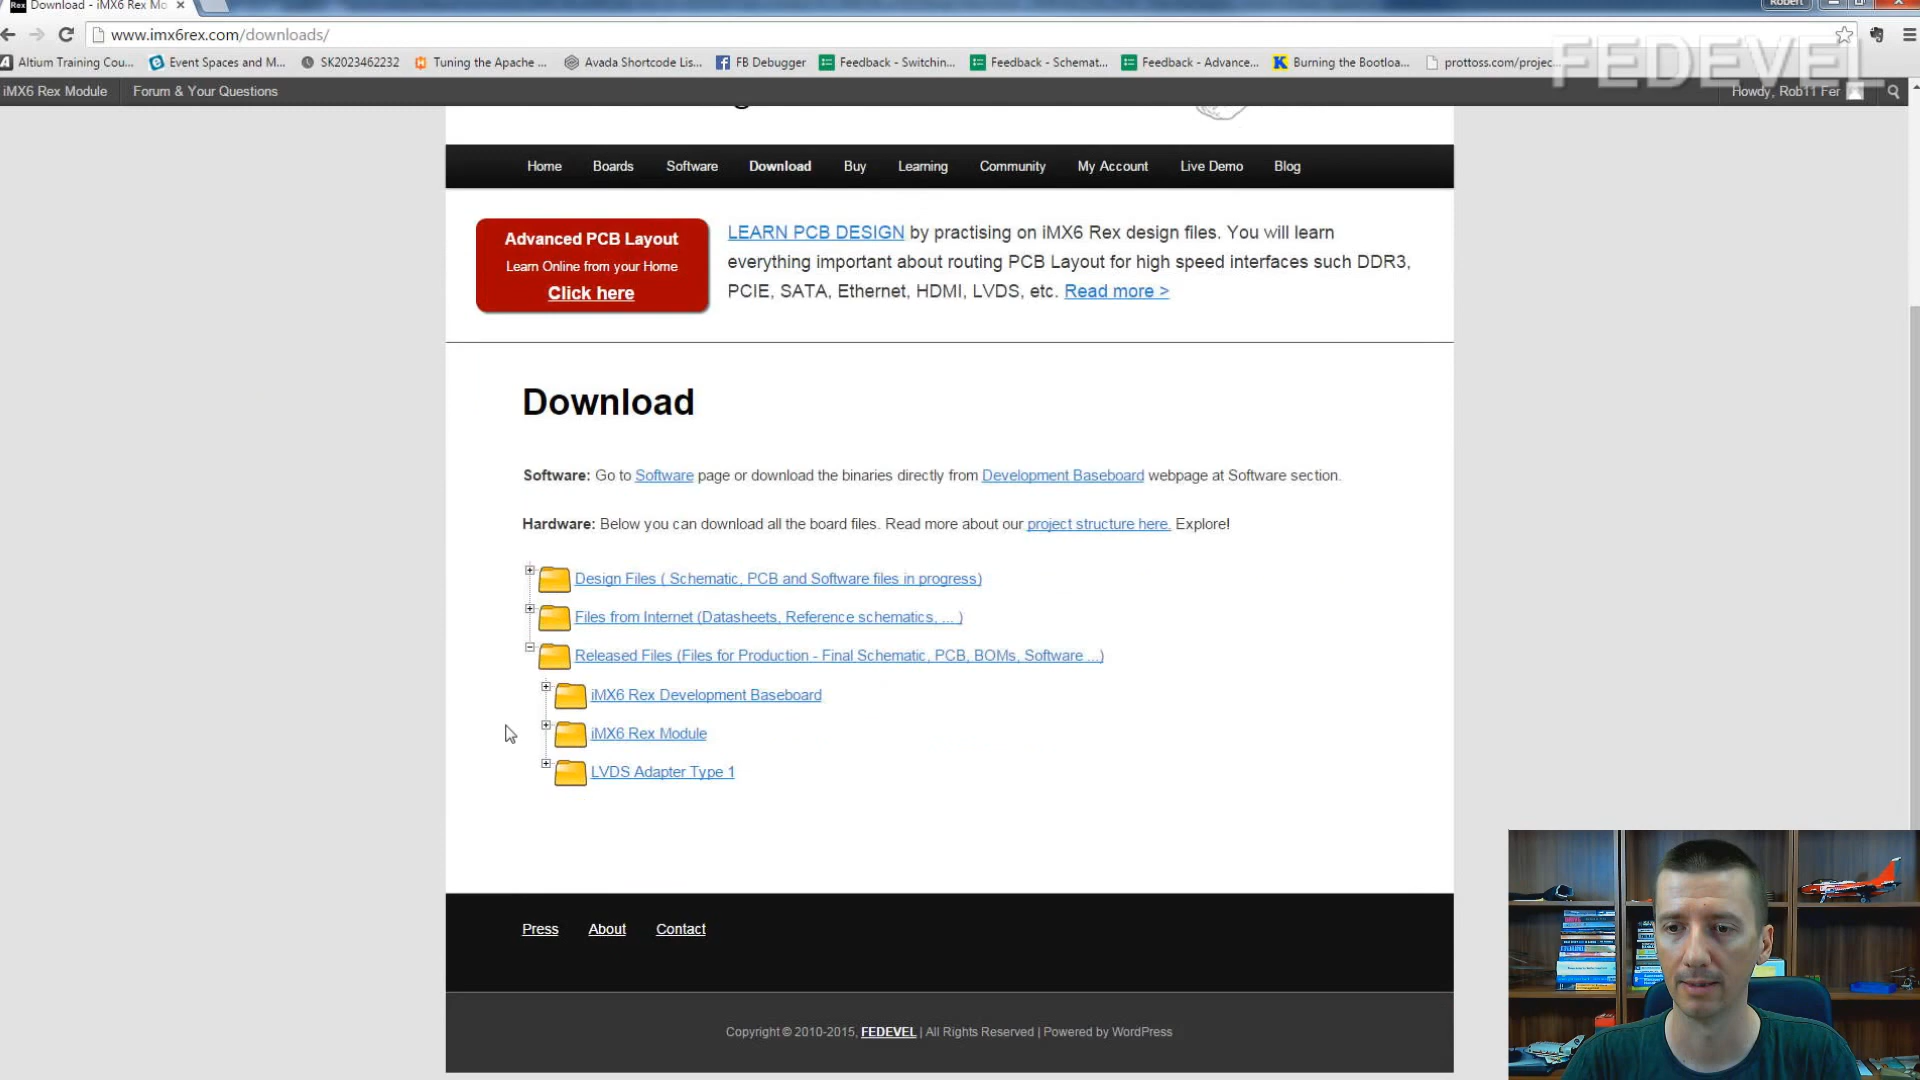 Rex Download - iMX6 Rex Mo
Robert
www.imx6rex.com/downloads/
Altium Training Cou... Event Spaces and M... SK2023462232 Tuning the Apache ... Avada Shortcode Lis... FB Debugger Feedback - Switchin... Feedback - Schemat... Feedback - Advance... Burning the Bootloa... prottoss.com/projec...
FEDEVEL
iMX6 Rex Module Forum & Your Questions Howdy, Rob11 Fer
Home Boards Software Download Buy Learning Community My Account Live Demo Blog
Advanced PCB Layout
Learn Online from your Home
Click here
LEARN PCB DESIGN by practising on iMX6 Rex design files. You will learn
everything important about routing PCB Layout for high speed interfaces such DDR3,
PCIE, SATA, Ethernet, HDMI, LVDS, etc. Read more >
Download
Software: Go to Software page or download the binaries directly from Development Baseboard webpage at Software section.
Hardware: Below you can download all the board files. Read more about our project structure here. Explore!
Design Files ( Schematic, PCB and Software files in progress)
Files from Internet (Datasheets, Reference schematics, ... )
Released Files (Files for Production - Final Schematic, PCB, BOMs, Software ...)
iMX6 Rex Development Baseboard
iMX6 Rex Module
LVDS Adapter Type 1
Press About Contact
Copyright © 2010-2015, FEDEVEL | All Rights Reserved | Powered by WordPress